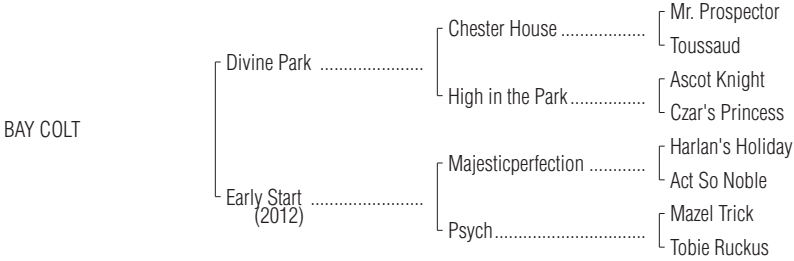 Mr. Prospector
Chester House ..................
Toussaud
Divine Park ......................
Ascot Knight
High in the Park................
Czar's Princess
BAY COLT
Harlan's Holiday
Majesticperfection ............
Act So Noble
Early Start ........................
(2012)
Mazel Trick
Psych................................
Tobie Ruckus